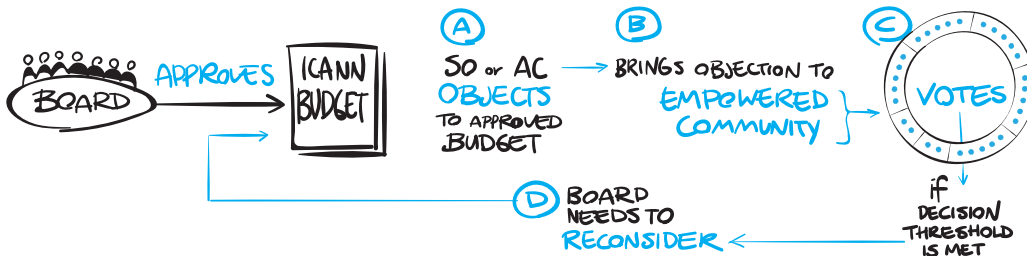 BOARD
APPROVES
ICANN
BUDGET
A
SO or AC
OBJECTS
TO APPROVED
BUDGET
B
BRINGS OBJECTION TO
EMPOWERED
COMMUNITY
C
VOTES
if
DECISION
THRESHOLD
IS MET
D
BOARD
NEEDS TO
RECONSIDER